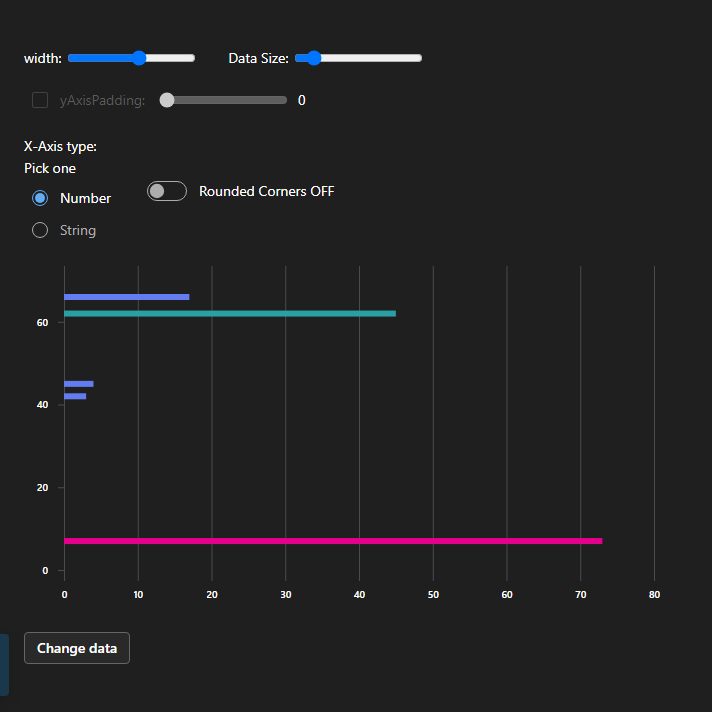 width: Data Size:
yAxisPadding: 0
X-Axis type:
Pick one
Number
Rounded Corners OFF
String
60
40
20
0
0 10 20 30 40 50 60 70 80
Change data